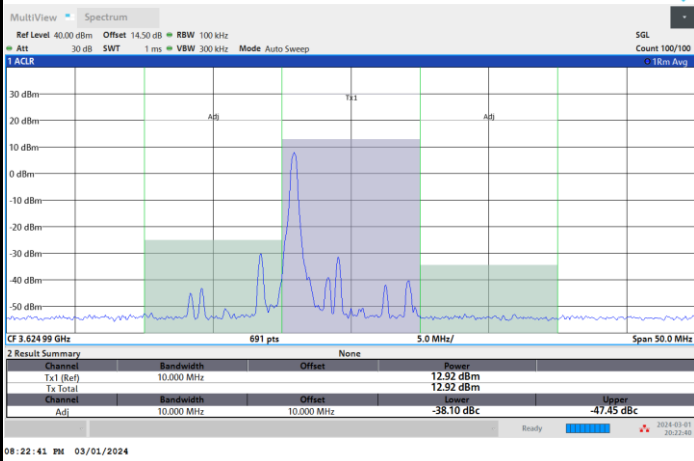 MultiView Spectrum
Ref Level 40.00 dBm Offset 14.50 dB RBW 100 kHz SGL
Att 30 dB SWT 1 ms VBW 300 kHz Mode Auto Sweep Count 100/100
1 ACLR 1Rm Avg
30 dBm
Tx1
20 dBm
Adj Adj
10 dBm
0 dBm
-10 dBm
-20 dBm
-30 dBm
-40 dBm
-50 dBm
CF 3.624 99 GHz 691 pts 5.0 MHz/ Span 50.0 MHz
2 Result Summary None
Channel Bandwidth Offset Power
Tx1 (Ref) 10.000 MHz 12.92 dBm
Tx Total 12.92 dBm
Channel Bandwidth Offset Lower Upper
Adj 10.000 MHz 10.000 MHz -38.10 dBc -47.45 dBc
Ready 2024-03-01
20:22:40
08:22:41 PM 03/01/2024